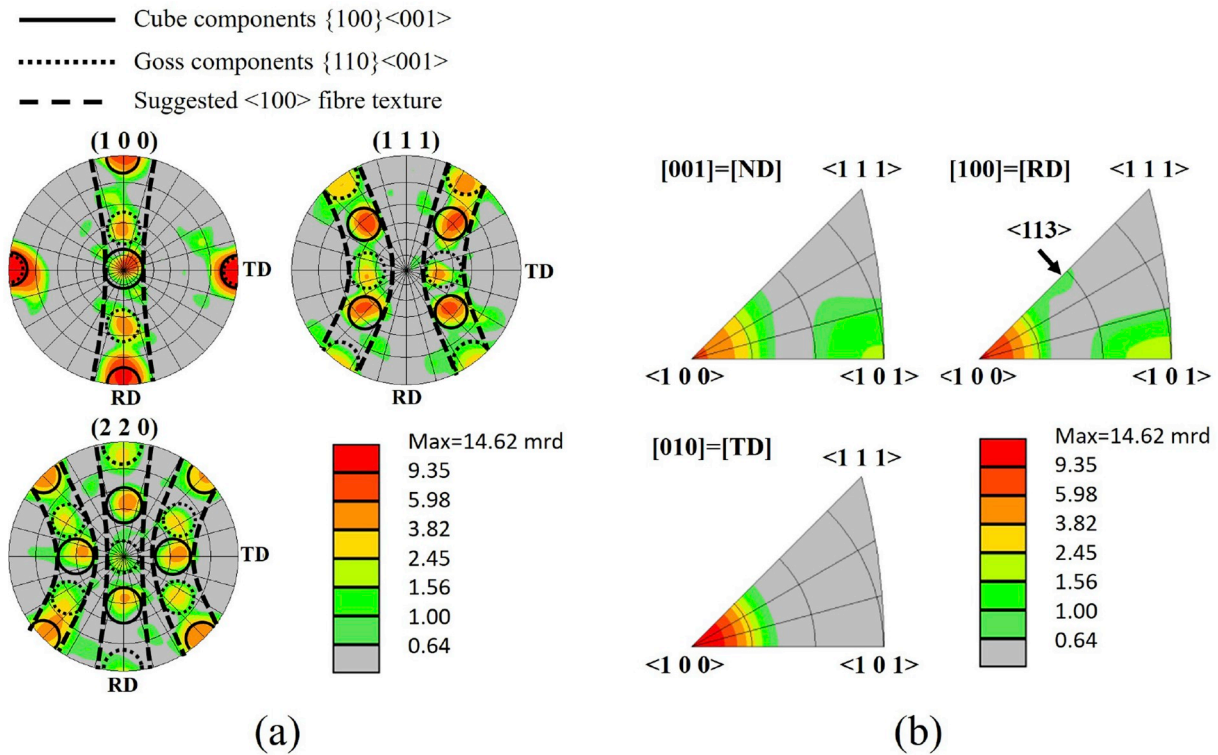 Cube components {100}<001>
Goss components {110}<001>
Suggested <100> fibre texture
(1 0 0)
(1 1 1)
TD
TD
RD
RD
(2 2 0)
TD
RD
Max=14.62 mrd
9.35
5.98
3.82
2.45
1.56
1.00
0.64
(a)
[001]=[ND]
<1 1 1>
<1 0 0>
<1 0 1>
[100]=[RD]
<1 1 1>
<113>
<1 0 0>
<1 0 1>
[010]=[TD]
<1 1 1>
<1 0 0>
<1 0 1>
Max=14.62 mrd
9.35
5.98
3.82
2.45
1.56
1.00
0.64
(b)